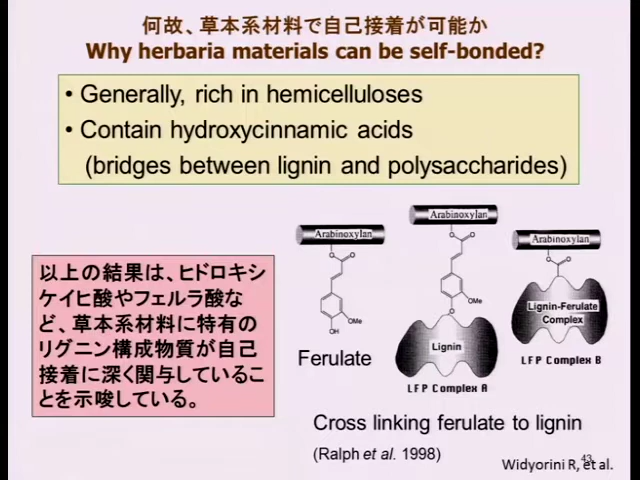 何故、草本系材料で自己接着が可能か
Why herbaria materials can be self-bonded?
• Generally, rich in hemicelluloses
• Contain hydroxycinnamic acids
(bridges between lignin and polysaccharides)
以上の結果は、ヒドロキシ
ケイヒ酸やフェルラ酸な
ど、草本系材料に特有の
リグニン構成物質が自己
接着に深く関与しているこ
とを示唆している。
Arabinoxylan
O
O
OMe
OH
Ferulate
Arabinoxylan
O
O
OMe
O
Lignin
LFP Complex A
Arabinoxylan
O
O
Lignin-Ferulate
Complex
LFP Complex B
Cross linking ferulate to lignin
(Ralph et al. 1998)
43
Widyorini R, et al.